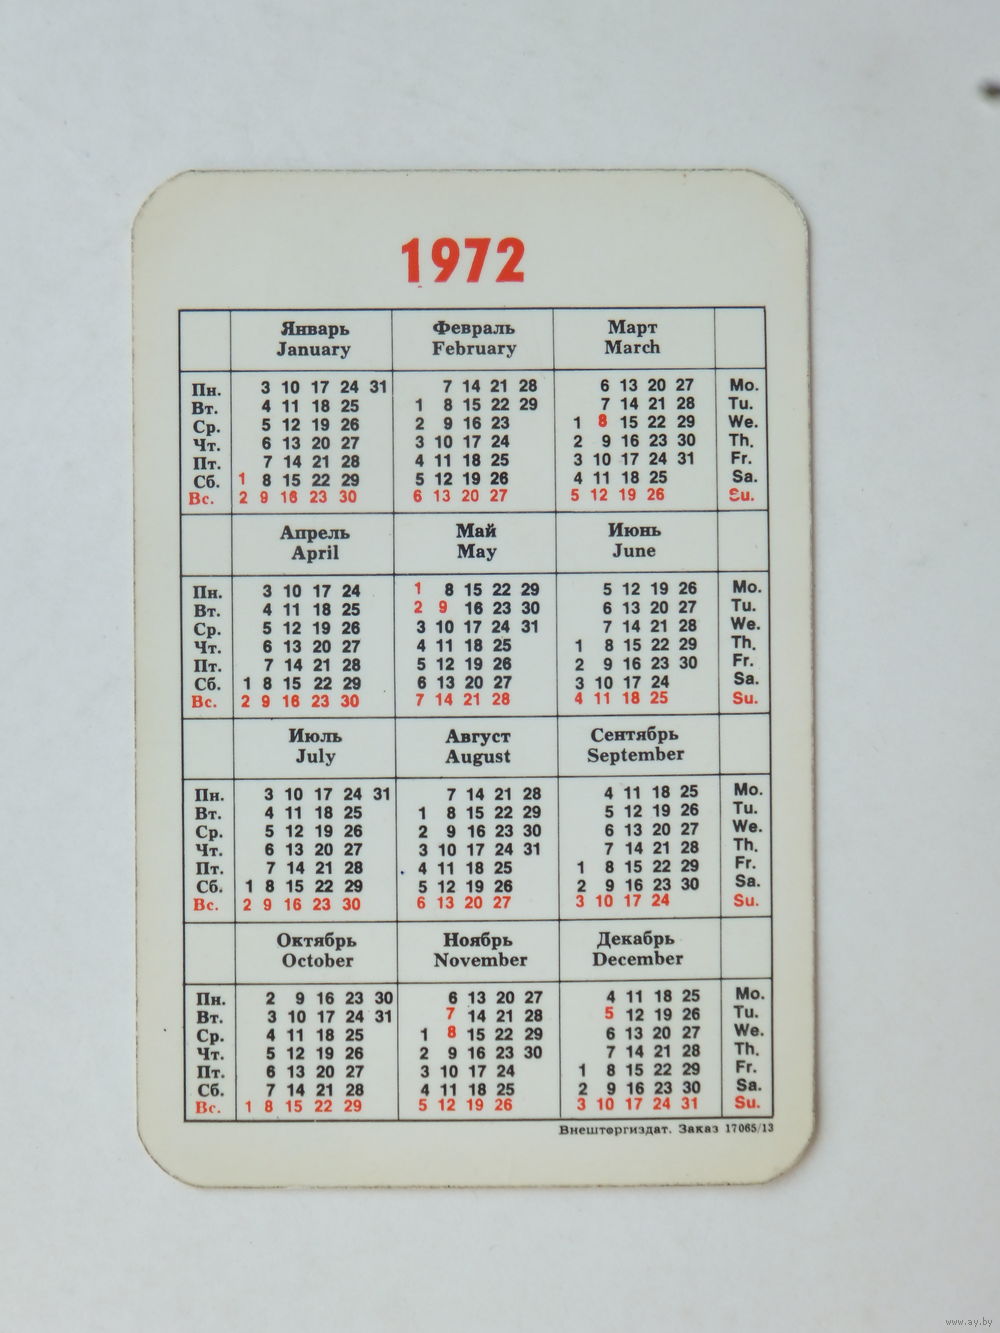 1972
Январь Февраль Март
January February March
Пн. 3 10 17 24 31 7 14 21 28 6 13 20 27 Mo.
Вт. 4 11 18 25 1 8 15 22 29 7 14 21 28 Tu.
Ср. 5 12 19 26 2 9 16 23 1 8 15 22 29 We.
Чт. 6 13 20 27 3 10 17 24 2 9 16 23 30 Th.
Пт. 7 14 21 28 4 11 18 25 3 10 17 24 31 Fr.
Сб. 1 8 15 22 29 5 12 19 26 4 11 18 25 Sa.
Вс. 2 9 16 23 30 6 13 20 27 5 12 19 26 Su.
Апрель Май Июнь
April May June
Пн. 3 10 17 24 1 8 15 22 29 5 12 19 26 Mo.
Вт. 4 11 18 25 2 9 16 23 30 6 13 20 27 Tu.
Ср. 5 12 19 26 3 10 17 24 31 7 14 21 28 We.
Чт. 6 13 20 27 4 11 18 25 1 8 15 22 29 Th.
Пт. 7 14 21 28 5 12 19 26 2 9 16 23 30 Fr.
Сб. 1 8 15 22 29 6 13 20 27 3 10 17 24 Sa.
Вс. 2 9 16 23 30 7 14 21 28 4 11 18 25 Su.
Июль Август Сентябрь
July August September
Пн. 3 10 17 24 31 7 14 21 28 4 11 18 25 Mo.
Вт. 4 11 18 25 1 8 15 22 29 5 12 19 26 Tu.
Ср. 5 12 19 26 2 9 16 23 30 6 13 20 27 We.
Чт. 6 13 20 27 3 10 17 24 31 7 14 21 28 Th.
Пт. 7 14 21 28 4 11 18 25 1 8 15 22 29 Fr.
Сб. 1 8 15 22 29 5 12 19 26 2 9 16 23 30 Sa.
Вс. 2 9 16 23 30 6 13 20 27 3 10 17 24 Su.
Октябрь Ноябрь Декабрь
October November December
Пн. 2 9 16 23 30 6 13 20 27 4 11 18 25 Mo.
Вт. 3 10 17 24 31 7 14 21 28 5 12 19 26 Tu.
Ср. 4 11 18 25 1 8 15 22 29 6 13 20 27 We.
Чт. 5 12 19 26 2 9 16 23 30 7 14 21 28 Th.
Пт. 6 13 20 27 3 10 17 24 1 8 15 22 29 Fr.
Сб. 7 14 21 28 4 11 18 25 2 9 16 23 30 Sa.
Вс. 1 8 15 22 29 5 12 19 26 3 10 17 24 31 Su.
Внешторгиздат. Заказ 17065/13
www.ay.by